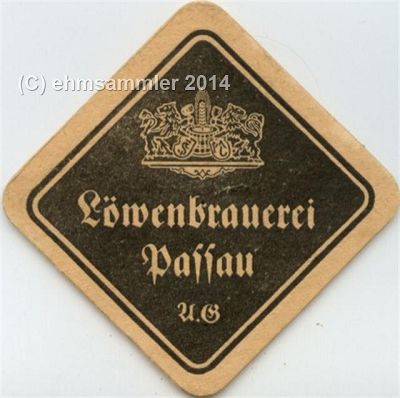 (C) ehmsammler 2014
Löwenbrauerei
Passau
A.G